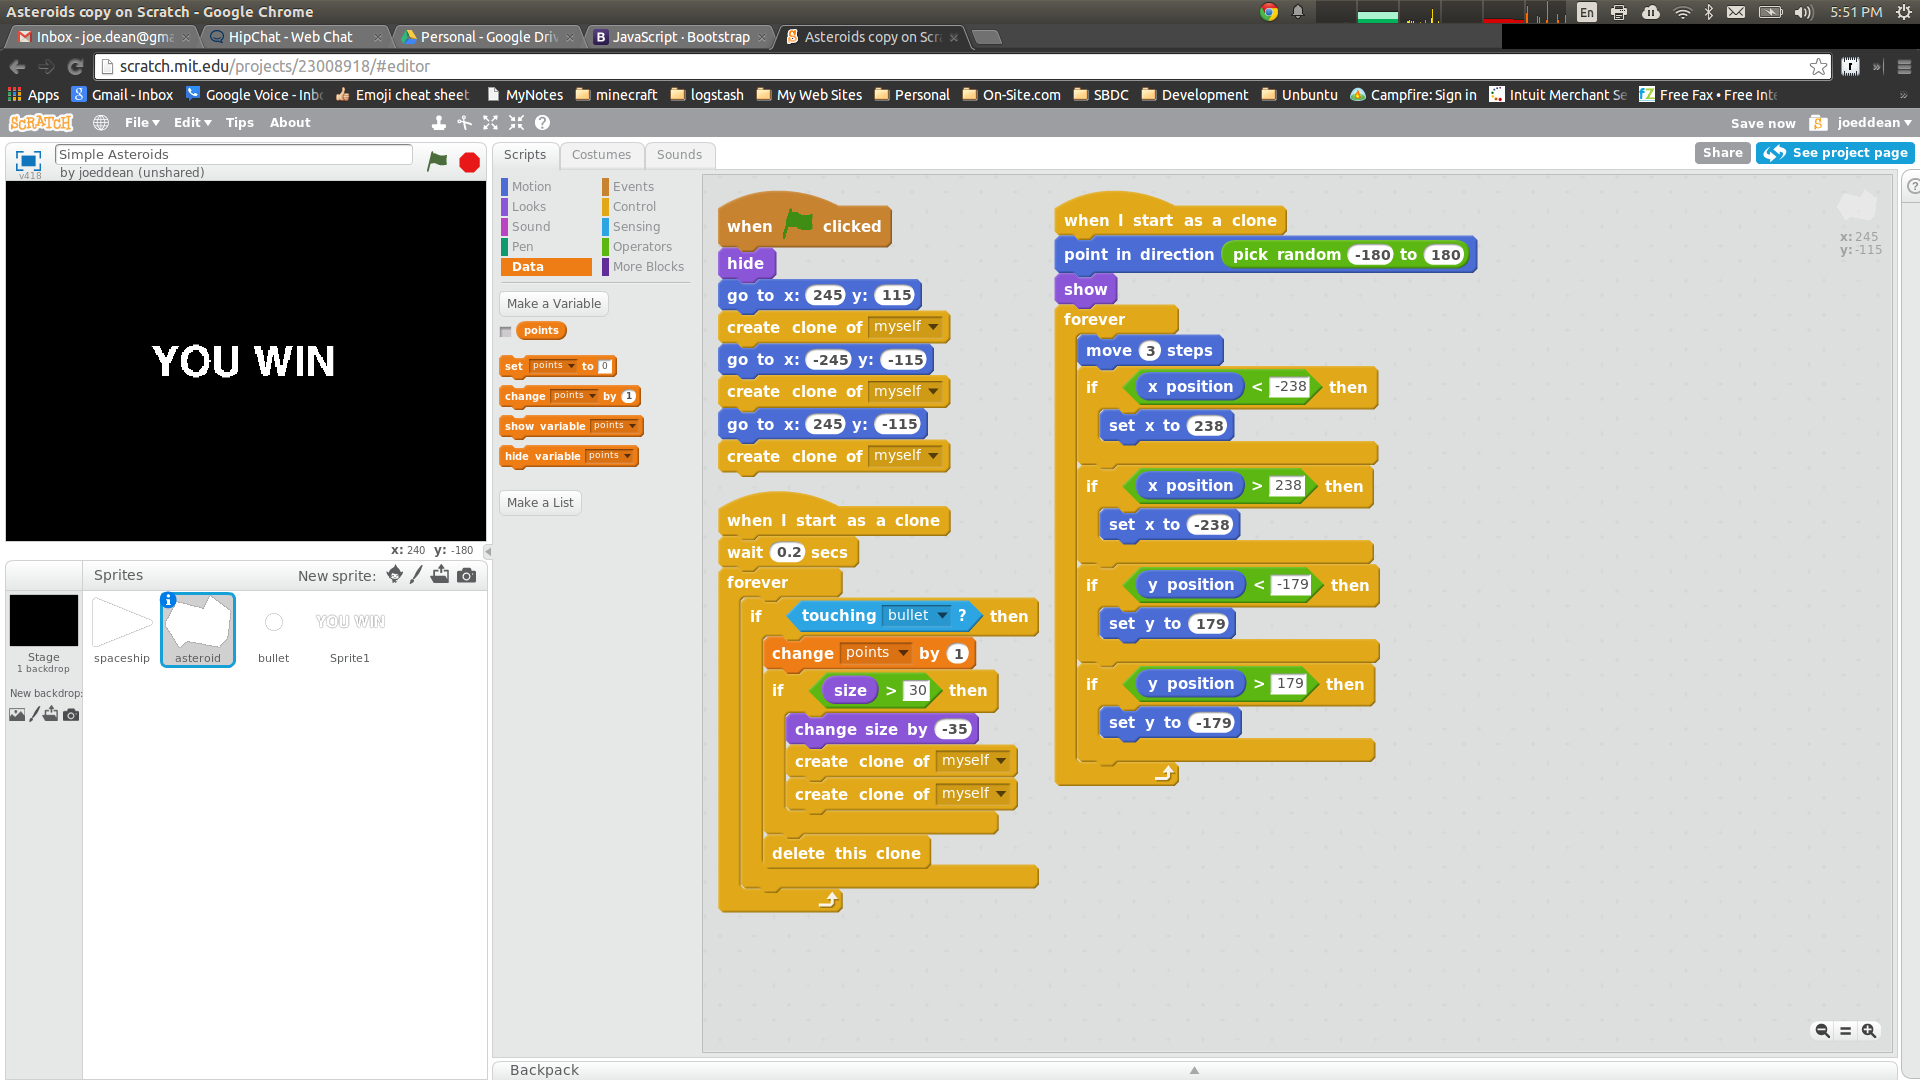 Asteroids copy on Scratch - Google Chrome
En 5:51 PM
Inbox - joe.dean@gma
HipChat - Web Chat
Personal - Google Driv
JavaScript · Bootstrap
Asteroids copy on Scr
scratch.mit.edu/projects/23008918/#editor
Apps Gmail - Inbox Google Voice - Inb Emoji cheat sheet MyNotes minecraft logstash My Web Sites Personal On-Site.com SBDC Development Unbuntu Campfire: Sign in Intuit Merchant Se Free Fax • Free Inte
SCRATCH File Edit Tips About Save now joeddean
Simple Asteroids
by joeddean (unshared)
v418
YOU WIN
x: 240 y: -180
Sprites New sprite:
Stage
1 backdrop
New backdrop:
spaceship
asteroid
bullet
YOU WIN
Sprite1
Scripts Costumes Sounds
Share See project page
Motion Events
Looks Control
Sound Sensing
Pen Operators
Data More Blocks
Make a Variable
points
set points to 0
change points by 1
show variable points
hide variable points
Make a List
when clicked
hide
go to x: 245 y: 115
create clone of myself
go to x: -245 y: -115
create clone of myself
go to x: 245 y: -115
create clone of myself
when I start as a clone
wait 0.2 secs
forever
if touching bullet ? then
change points by 1
if size > 30 then
change size by -35
create clone of myself
create clone of myself
delete this clone
when I start as a clone
point in direction pick random -180 to 180
show
forever
move 3 steps
if x position < -238 then
set x to 238
if x position > 238 then
set x to -238
if y position < -179 then
set y to 179
if y position > 179 then
set y to -179
x: 245
y: -115
Backpack